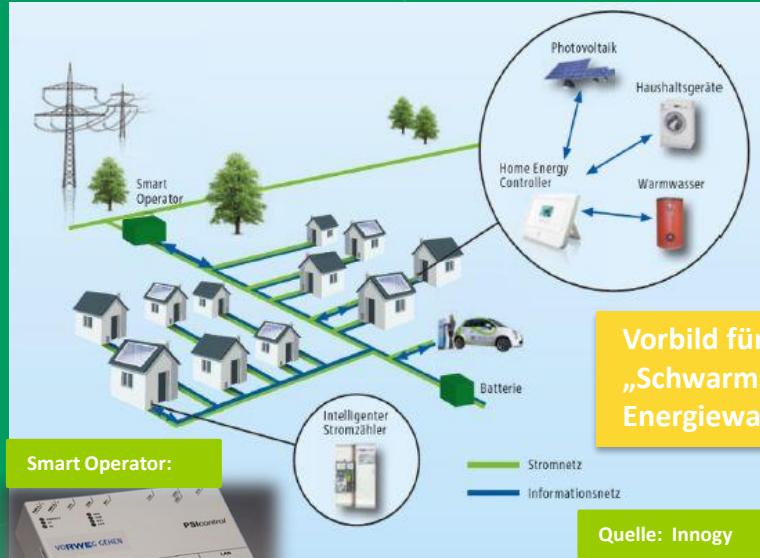 Photovoltaik
Haushaltsgeräte
Home Energy
Controller
Warmwasser
Smart
Operator
Vorbild für
„Schwarm
Batterie
Intelligenter
Stromzähler
Smart Operator:
Stromnetz
Informationsnetz
VORWEG GEHEN
PSIcontrol
LAN
Quelle: Innogy